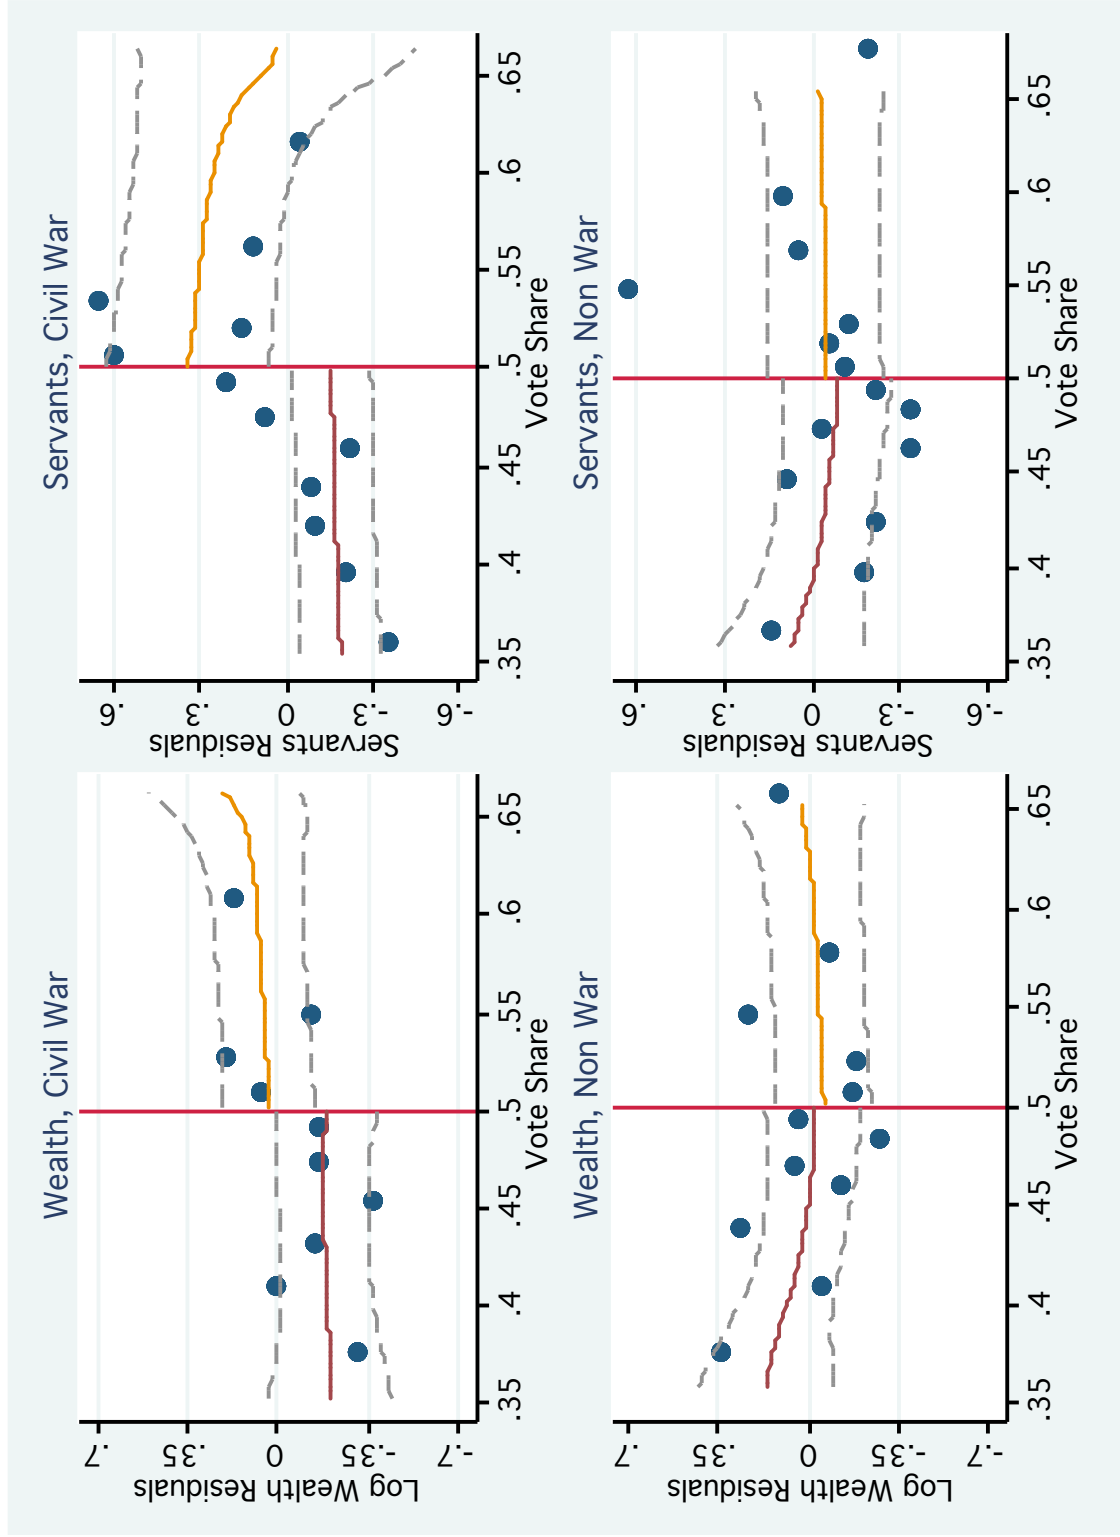 Wealth, Civil War
Log Wealth Residuals
.7
.35
0
-.35
-.7
.35 .4 .45 .5 .55 .6 .65
Vote Share
Servants, Civil War
Servants Residuals
.6
.3
0
-.3
-.6
.35 .4 .45 .5 .55 .6 .65
Vote Share
Wealth, Non War
Log Wealth Residuals
.7
.35
0
-.35
-.7
.35 .4 .45 .5 .55 .6 .65
Vote Share
Servants, Non War
Servants Residuals
.6
.3
0
-.3
-.6
.35 .4 .45 .5 .55 .6 .65
Vote Share